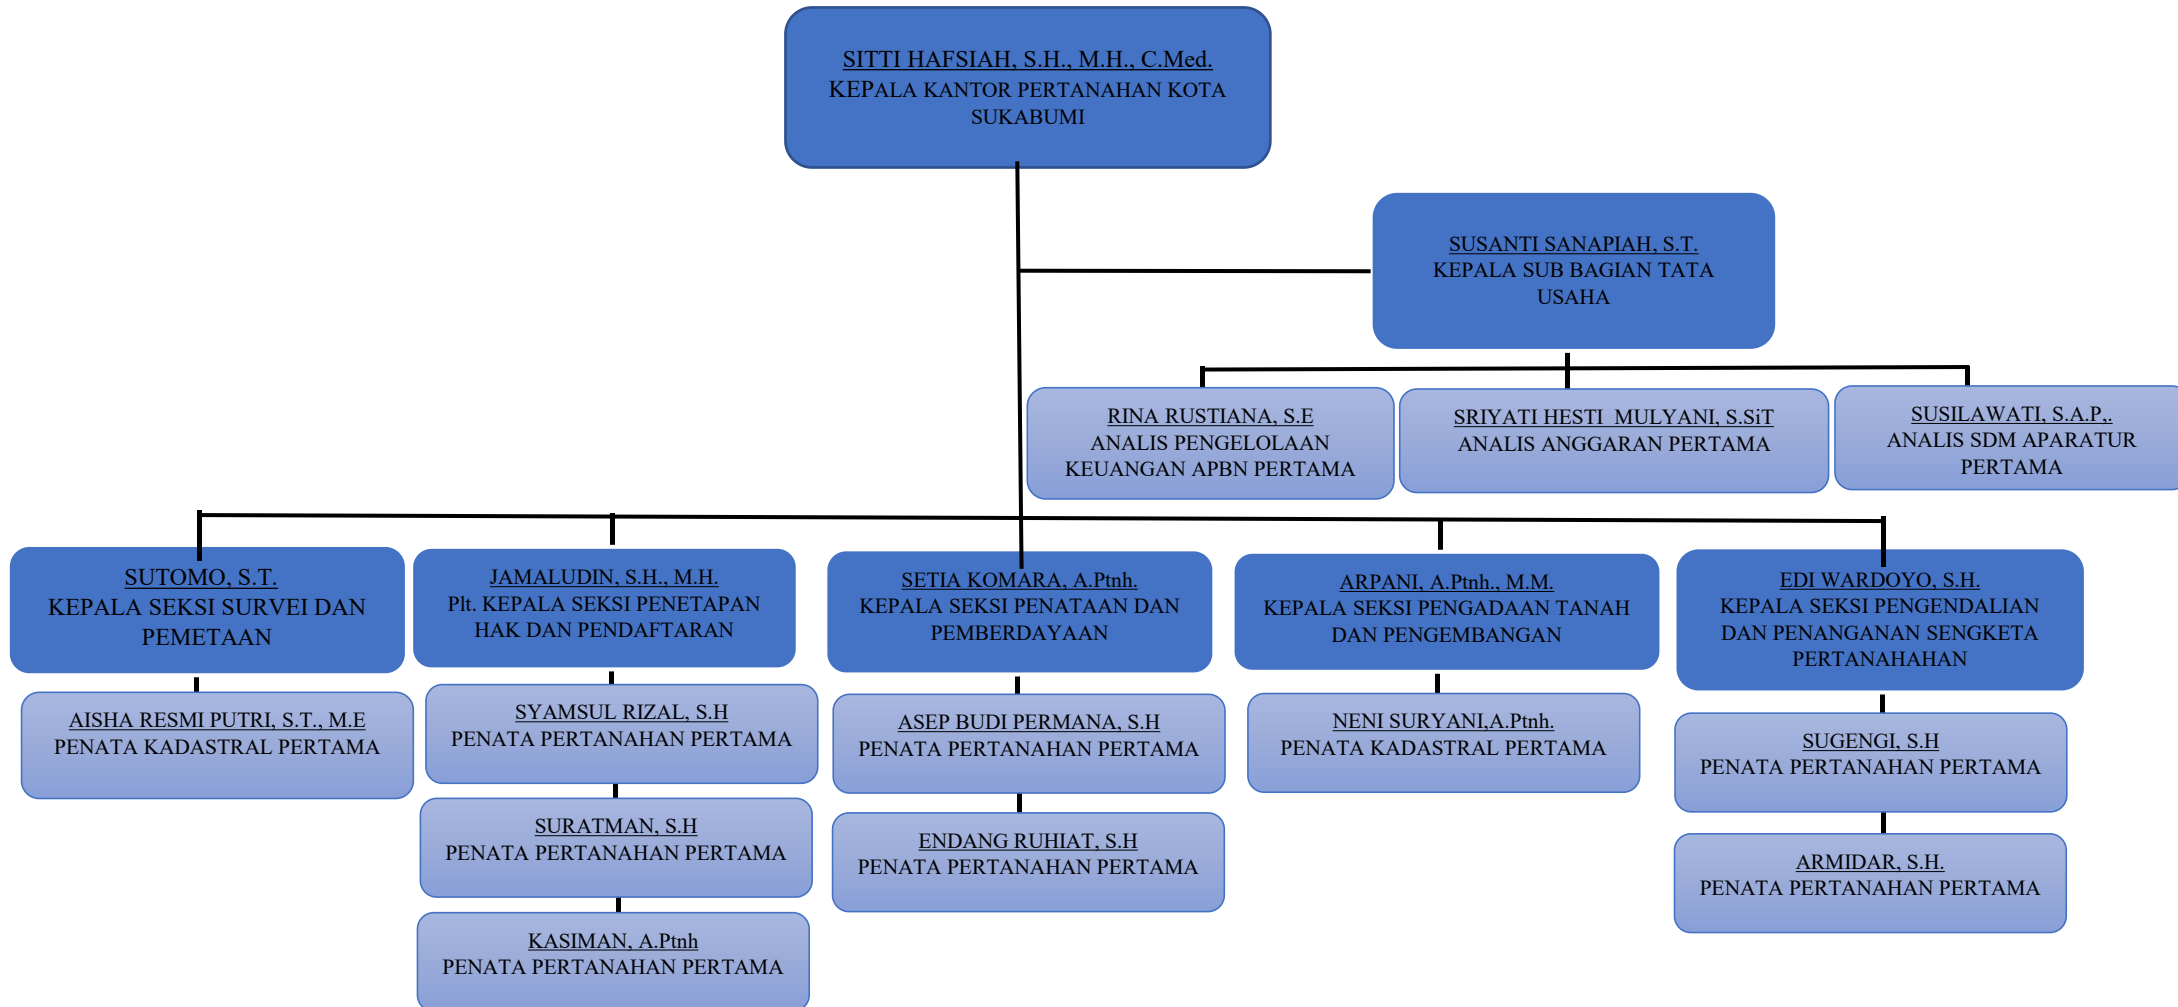 SITTI HAFSIAH, S.H., M.H., C.Med.
KEPALA KANTOR PERTANAHAN KOTA
SUKABUMI
SUSANTI SANAPIAH, S.T.
KEPALA SUB BAGIAN TATA
USAHA
RINA RUSTIANA, S.E
ANALIS PENGELOLAAN
KEUANGAN APBN PERTAMA
SRIYATI HESTI  MULYANI, S.SiT
ANALIS ANGGARAN PERTAMA
SUSILAWATI, S.A.P,.
ANALIS SDM APARATUR
PERTAMA
SUTOMO, S.T.
KEPALA SEKSI SURVEI DAN
PEMETAAN
JAMALUDIN, S.H., M.H.
Plt. KEPALA SEKSI PENETAPAN
HAK DAN PENDAFTARAN
SETIA KOMARA, A.Ptnh.
KEPALA SEKSI PENATAAN DAN
PEMBERDAYAAN
ARPANI, A.Ptnh., M.M.
KEPALA SEKSI PENGADAAN TANAH
DAN PENGEMBANGAN
EDI WARDOYO, S.H.
KEPALA SEKSI PENGENDALIAN
DAN PENANGANAN SENGKETA
PERTANAHAHAN
AISHA RESMI PUTRI, S.T., M.E
PENATA KADASTRAL PERTAMA
SYAMSUL RIZAL, S.H
PENATA PERTANAHAN PERTAMA
SURATMAN, S.H
PENATA PERTANAHAN PERTAMA
KASIMAN, A.Ptnh
PENATA PERTANAHAN PERTAMA
ASEP BUDI PERMANA, S.H
PENATA PERTANAHAN PERTAMA
ENDANG RUHIAT, S.H
PENATA PERTANAHAN PERTAMA
NENI SURYANI,A.Ptnh.
PENATA KADASTRAL PERTAMA
SUGENGI, S.H
PENATA PERTANAHAN PERTAMA
ARMIDAR, S.H.
PENATA PERTANAHAN PERTAMA